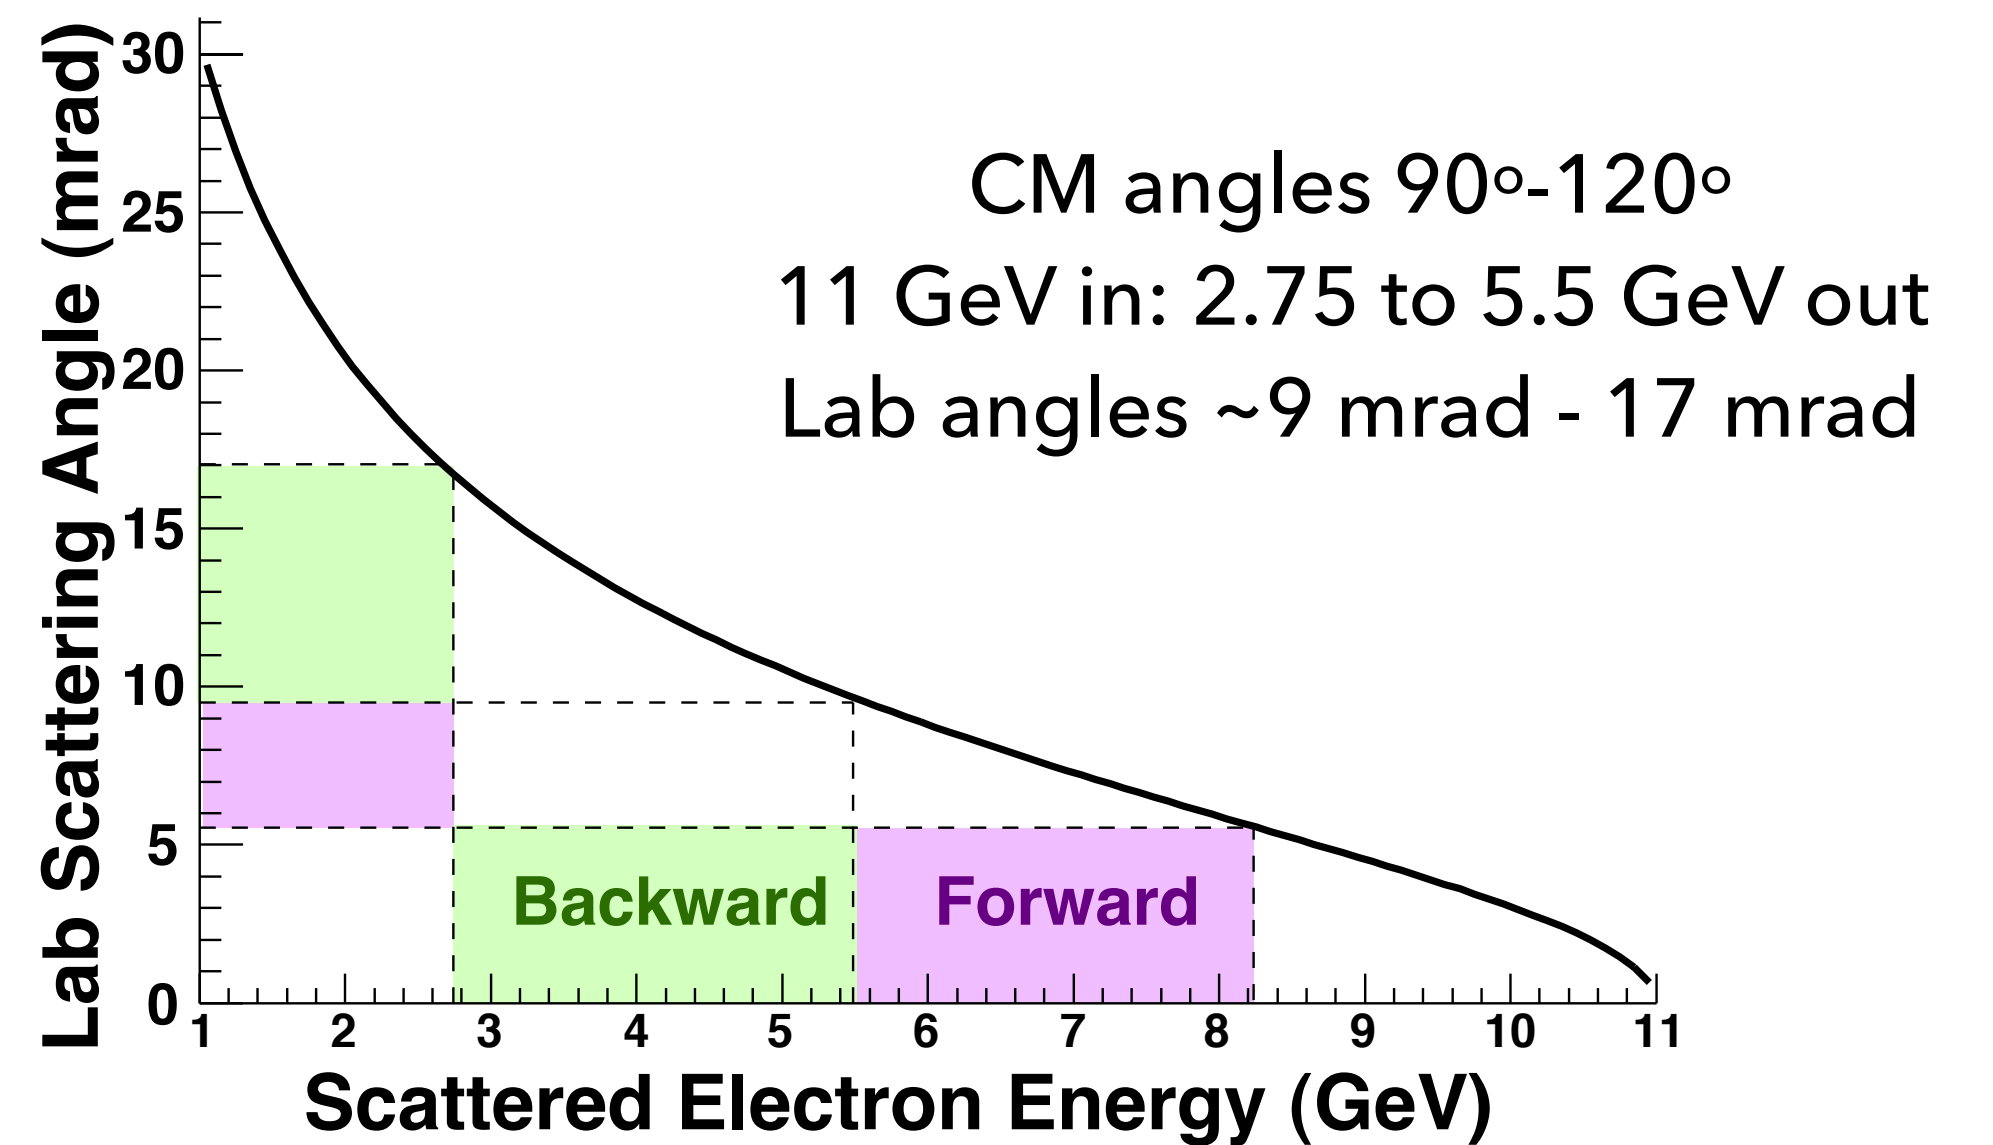 Lab Scattering Angle (mrad)
30
25
20
15
10
5
0
CM angles 90º-120º
11 GeV in: 2.75 to 5.5 GeV out
Lab angles ~9 mrad - 17 mrad
Backward Forward
1 2 3 4 5 6 7 8 9 10 11
Scattered Electron Energy (GeV)